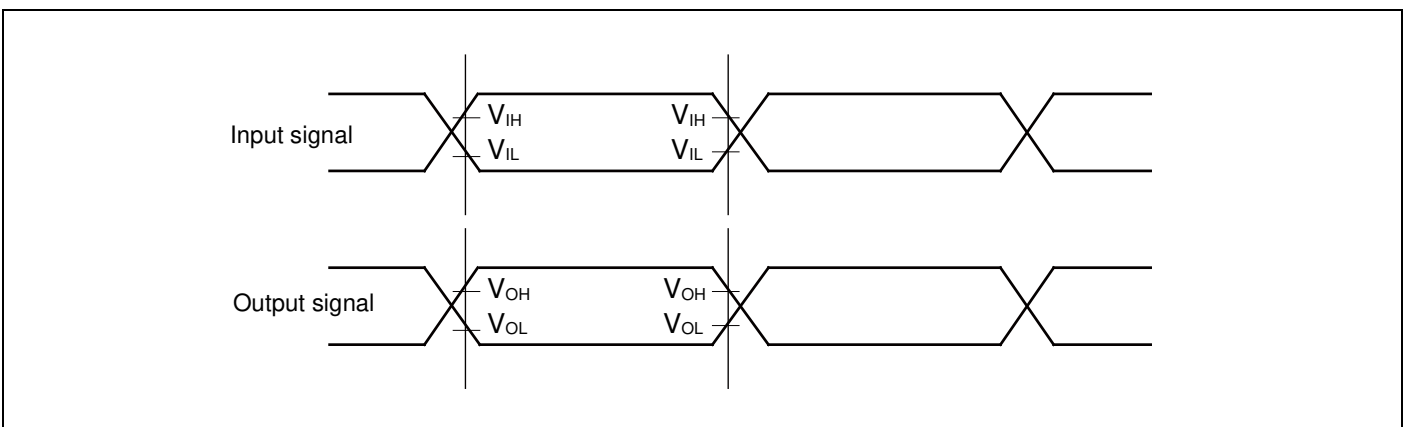 VIH VIH
Input signal
VIL VIL
VOH VOH
Output signal
VOL VOL